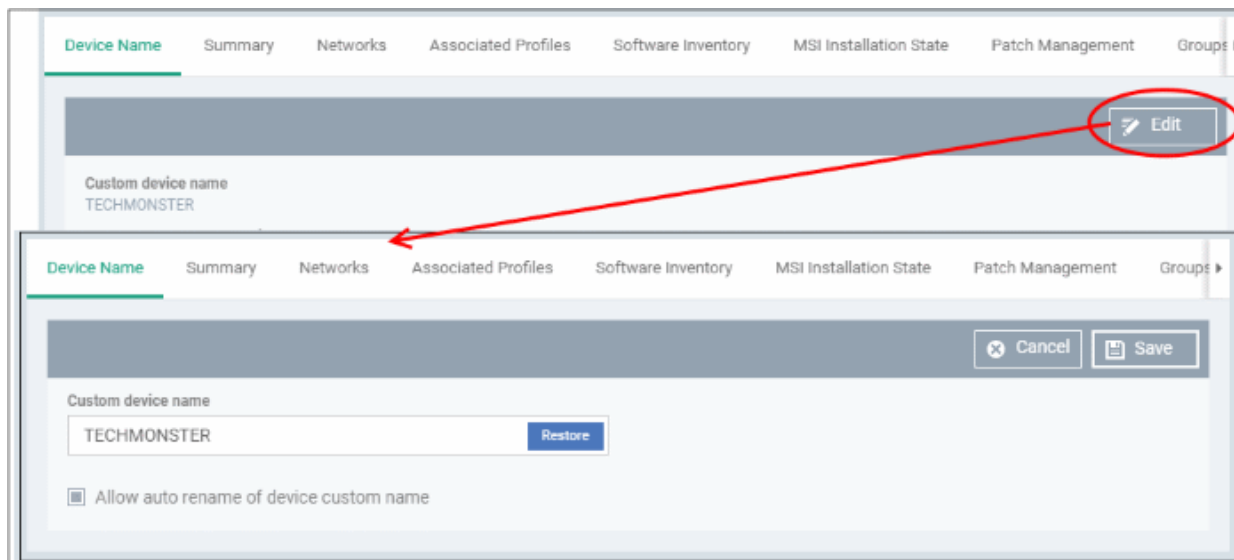 Device Name Summary Networks Associated Profiles Software Inventory MSI Installation State Patch Management Groups
Edit
Custom device name
TECHMONSTER
Device Name Summary Networks Associated Profiles Software Inventory MSI Installation State Patch Management Groups
Cancel Save
Custom device name
TECHMONSTER Restore
Allow auto rename of device custom name